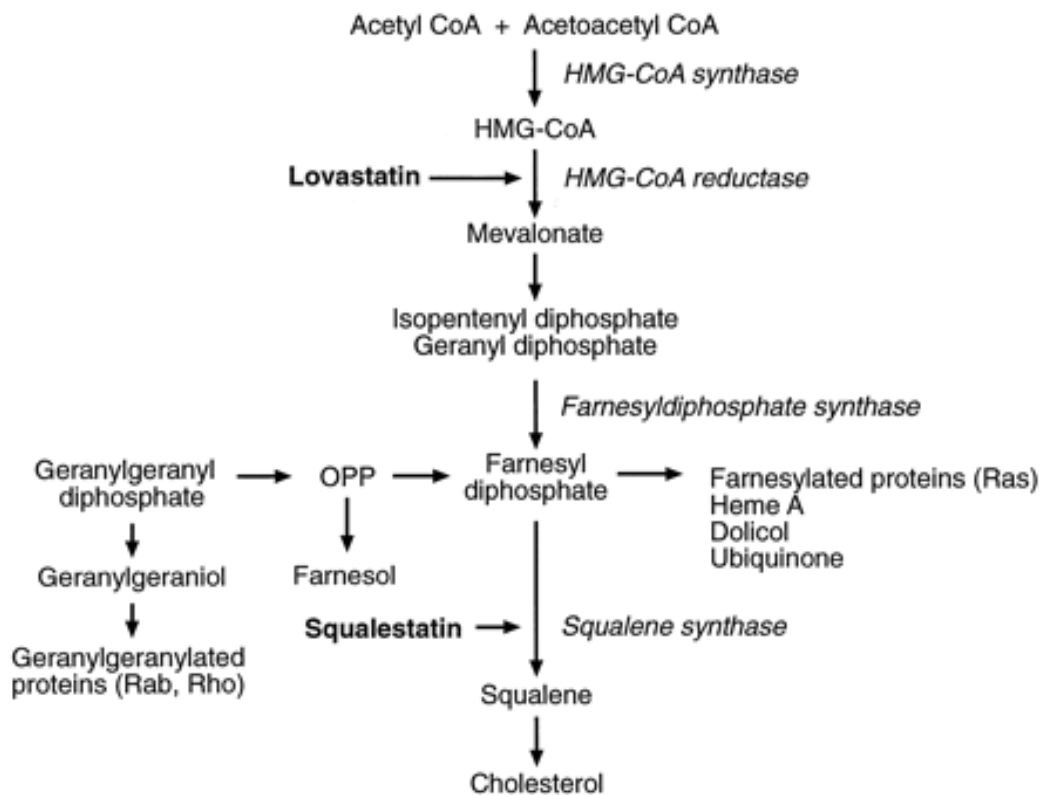 Acetyl CoA + Acetoacetyl CoA
HMG-CoA synthase
HMG-CoA
Lovastatin
HMG-CoA reductase
Mevalonate
Isopentenyl diphosphate
Geranyl diphosphate
Farnesyldiphosphate synthase
Geranylgeranyl
diphosphate
OPP
Farnesyl
diphosphate
Farnesylated proteins (Ras)
Heme A
Dolicol
Ubiquinone
Geranylgeraniol
Farnesol
Squalestatin
Squalene synthase
Geranylgeranylated
proteins (Rab, Rho)
Squalene
Cholesterol